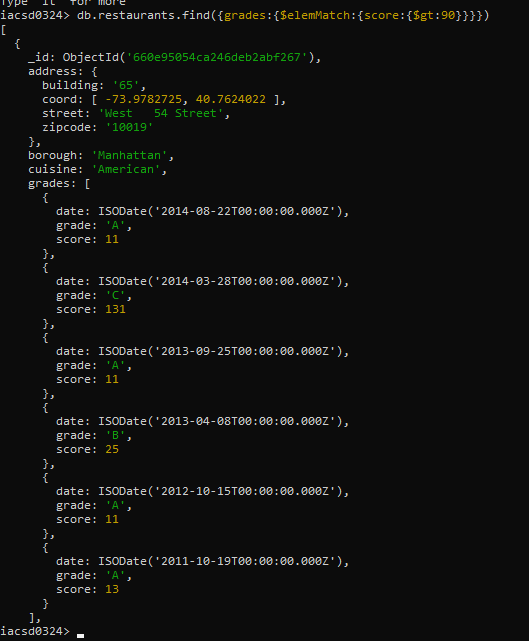 Type "it" for more
iacsd0324> db.restaurants.find({grades:{$elemMatch:{score:{$gt:90}}}})
[
  {
    _id: ObjectId('660e95054ca246deb2abf267'),
    address: {
      building: '65',
      coord: [ -73.9782725, 40.7624022 ],
      street: 'West   54 Street',
      zipcode: '10019'
    },
    borough: 'Manhattan',
    cuisine: 'American',
    grades: [
      {
        date: ISODate('2014-08-22T00:00:00.000Z'),
        grade: 'A',
        score: 11
      },
      {
        date: ISODate('2014-03-28T00:00:00.000Z'),
        grade: 'C',
        score: 131
      },
      {
        date: ISODate('2013-09-25T00:00:00.000Z'),
        grade: 'A',
        score: 11
      },
      {
        date: ISODate('2013-04-08T00:00:00.000Z'),
        grade: 'B',
        score: 25
      },
      {
        date: ISODate('2012-10-15T00:00:00.000Z'),
        grade: 'A',
        score: 11
      },
      {
        date: ISODate('2011-10-19T00:00:00.000Z'),
        grade: 'A',
        score: 13
      }
    ],
iacsd0324>